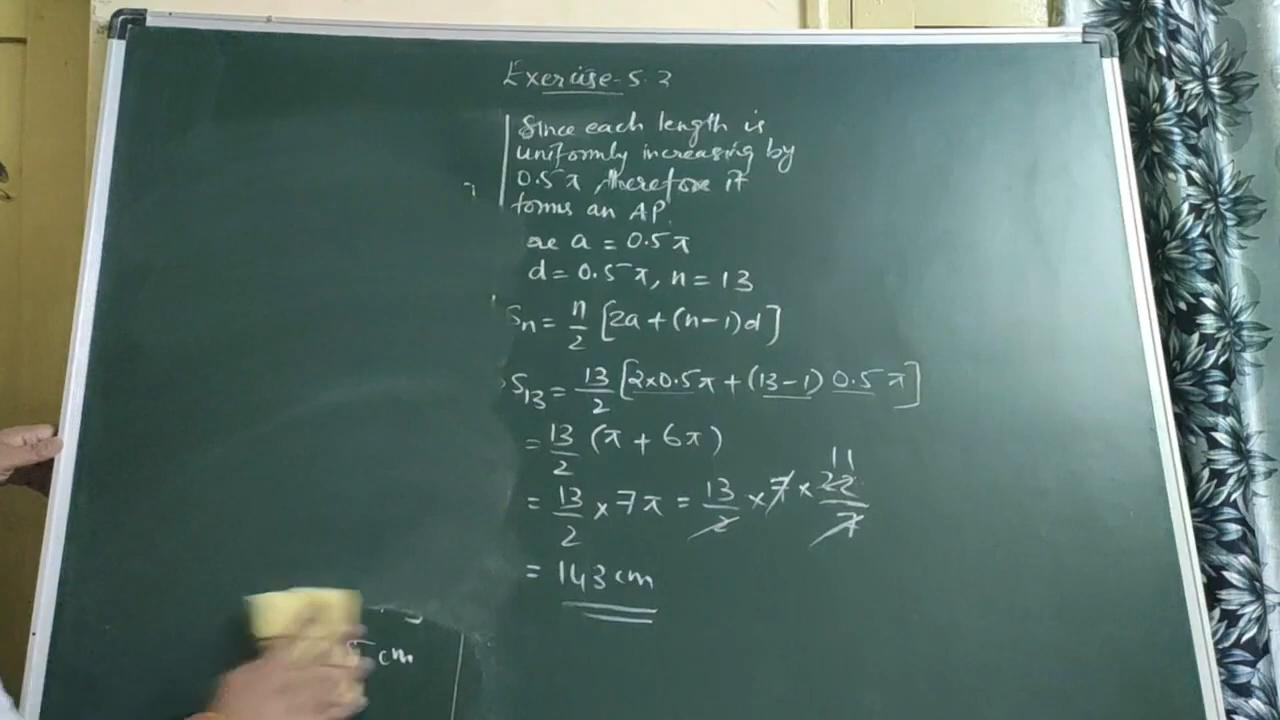 Exercise-5.3
Since each length is
uniformly increasing by
0.5π, therefore it
forms an AP.
a = 0.5π
d = 0.5π, n = 13
Sn = n/2 [2a + (n-1)d]
S13 = 13/2 [2×0.5π + (13-1) 0.5π]
= 13/2 (π + 6π)
11
= 13/2 × 7π = 13/2 × 7 × 22/7
= 143 cm
cm